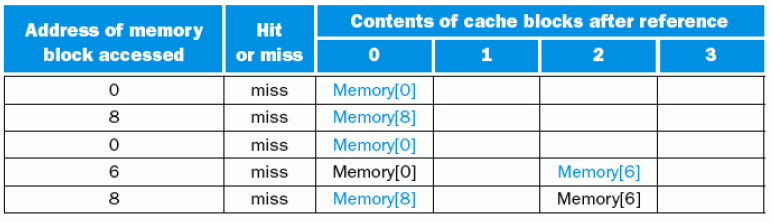 Address of memory block accessed Hit or miss Contents of cache blocks after reference
0 1 2 3
0 miss Memory[0]
8 miss Memory[8]
0 miss Memory[0]
6 miss Memory[0] Memory[6]
8 miss Memory[8] Memory[6]